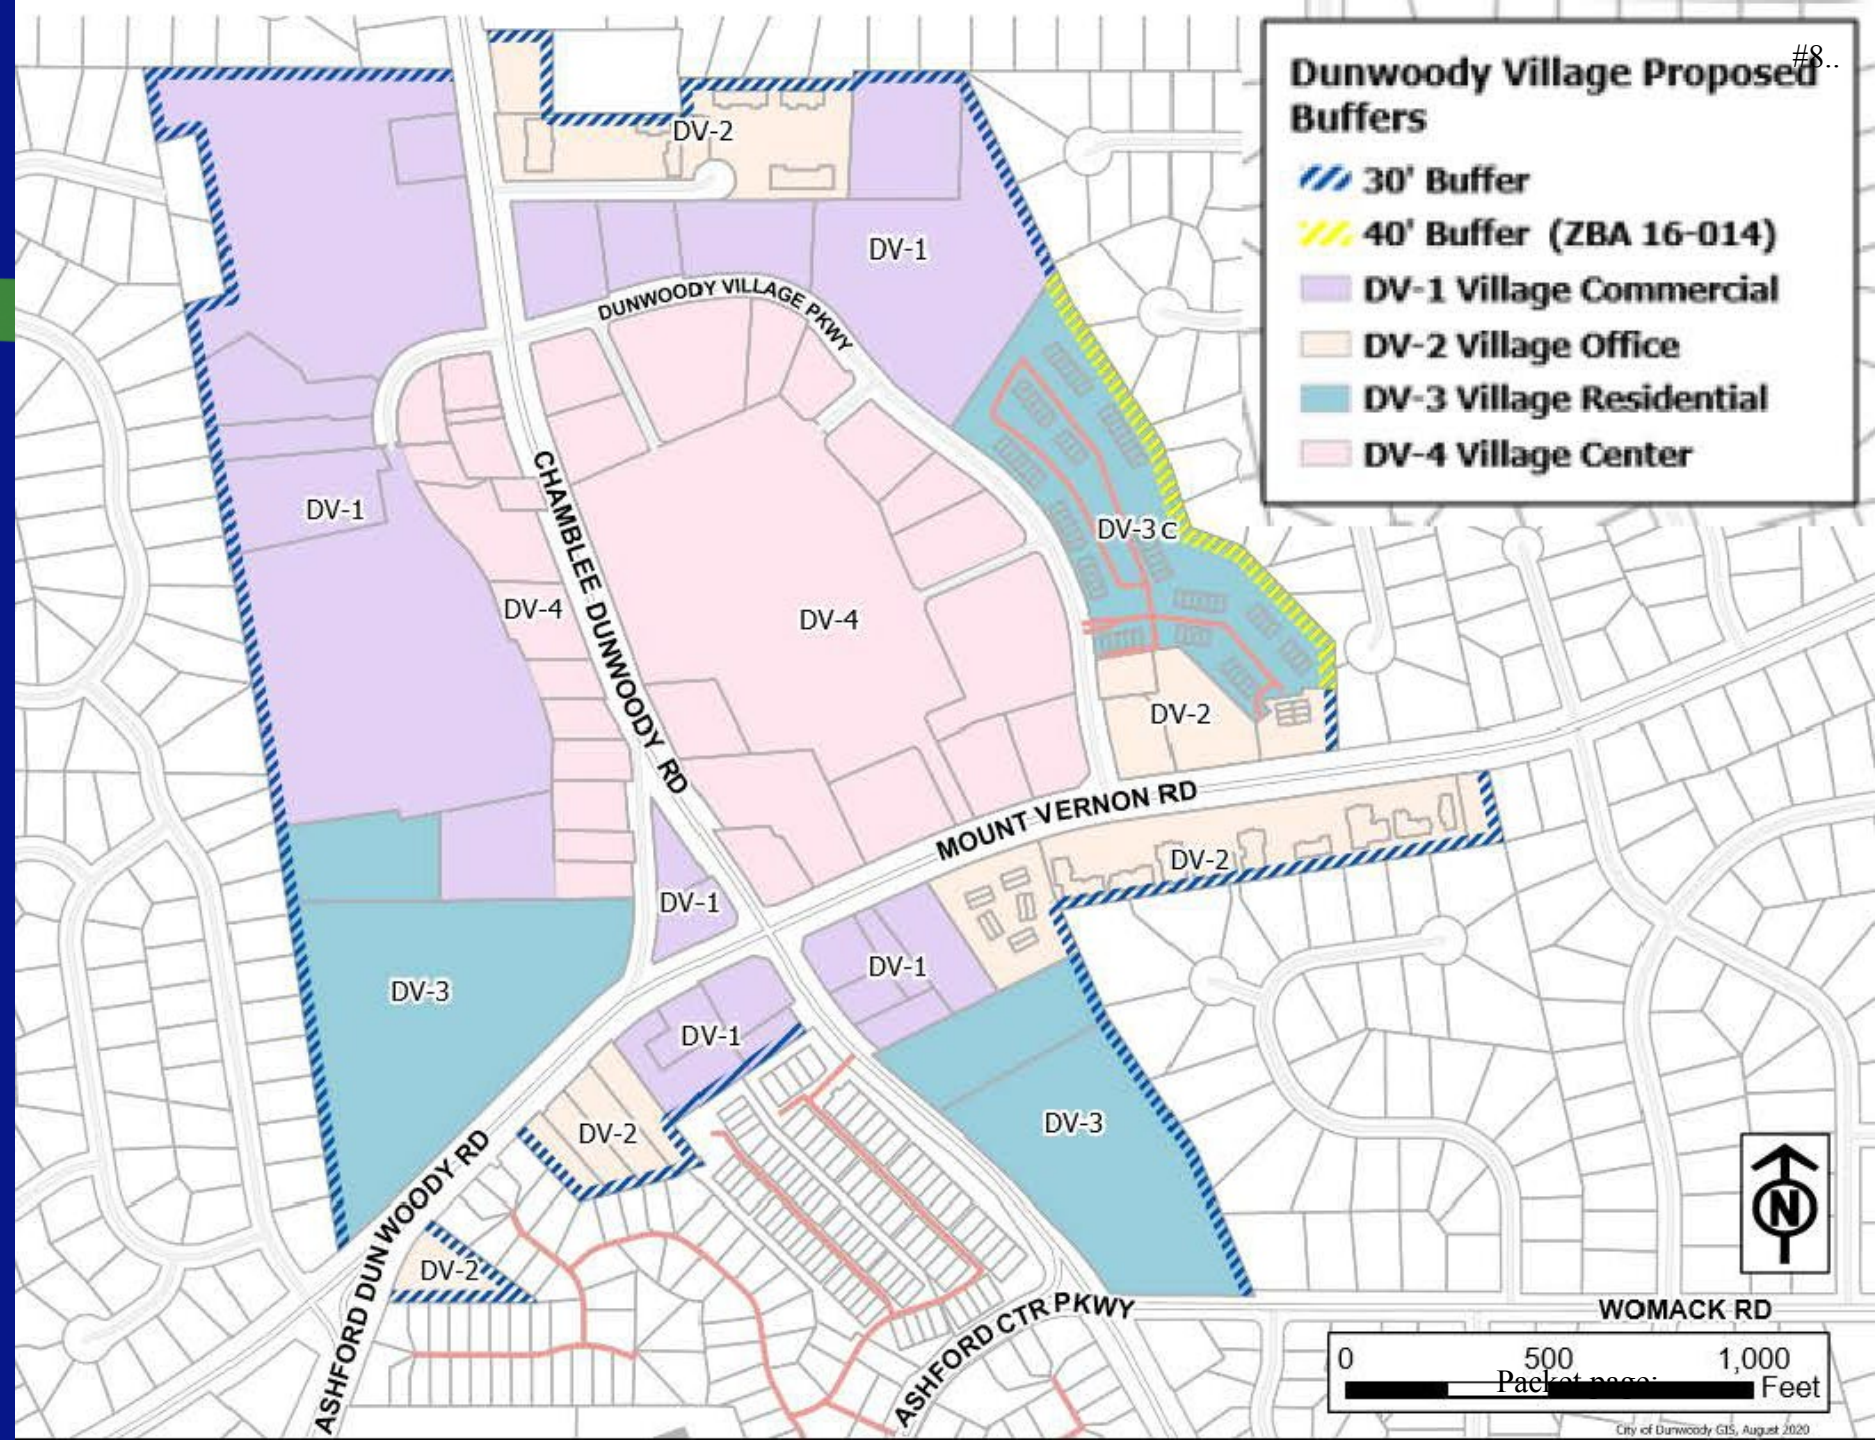 #8..
Dunwoody Village Proposed
Buffers
30' Buffer
40' Buffer (ZBA 16-014)
DV-1 Village Commercial
DV-2 Village Office
DV-3 Village Residential
DV-4 Village Center
DV-2
DV-1
DUNWOODY VILLAGE PKWY
DV-1
CHAMBLEE DUNWOODY RD
DV-3 c
DV-4
DV-4
DV-2
MOUNT VERNON RD
DV-2
DV-1
DV-1
DV-3
DV-1
DV-2
DV-3
DV-2
ASHFORD DUNWOODY RD
ASHFORD CTR PKWY
WOMACK RD
N
0 500 1,000
Feet
Packet page:
City of Dunwoody GIS, August 2020